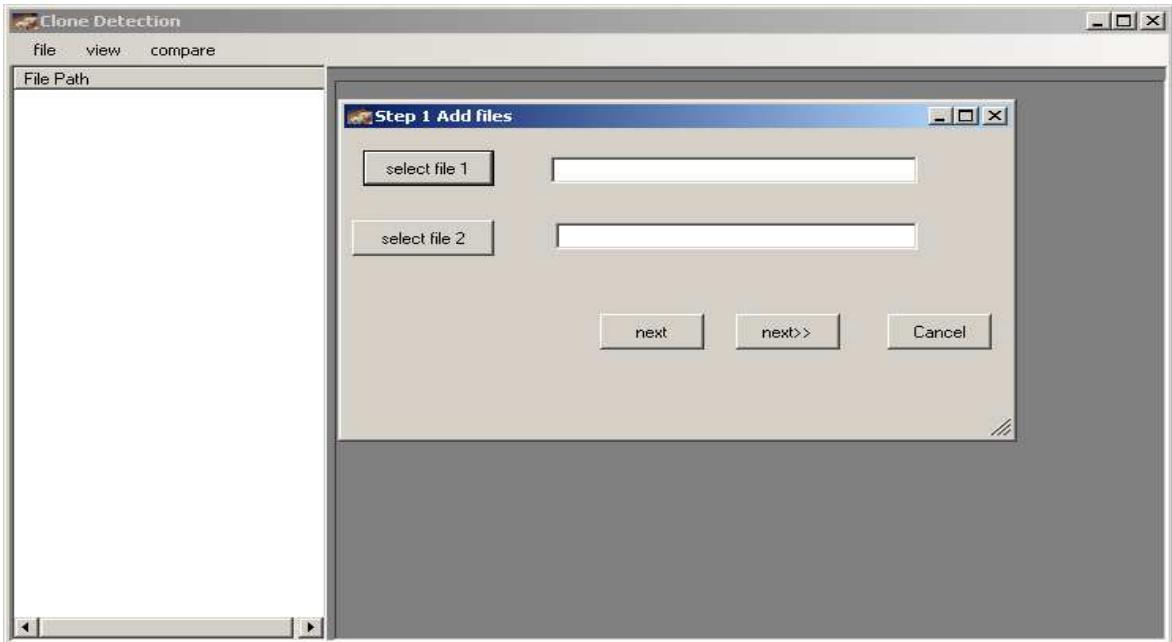 Clone Detection
file view compare
File Path
Step 1 Add files
select file 1
select file 2
next next>> Cancel